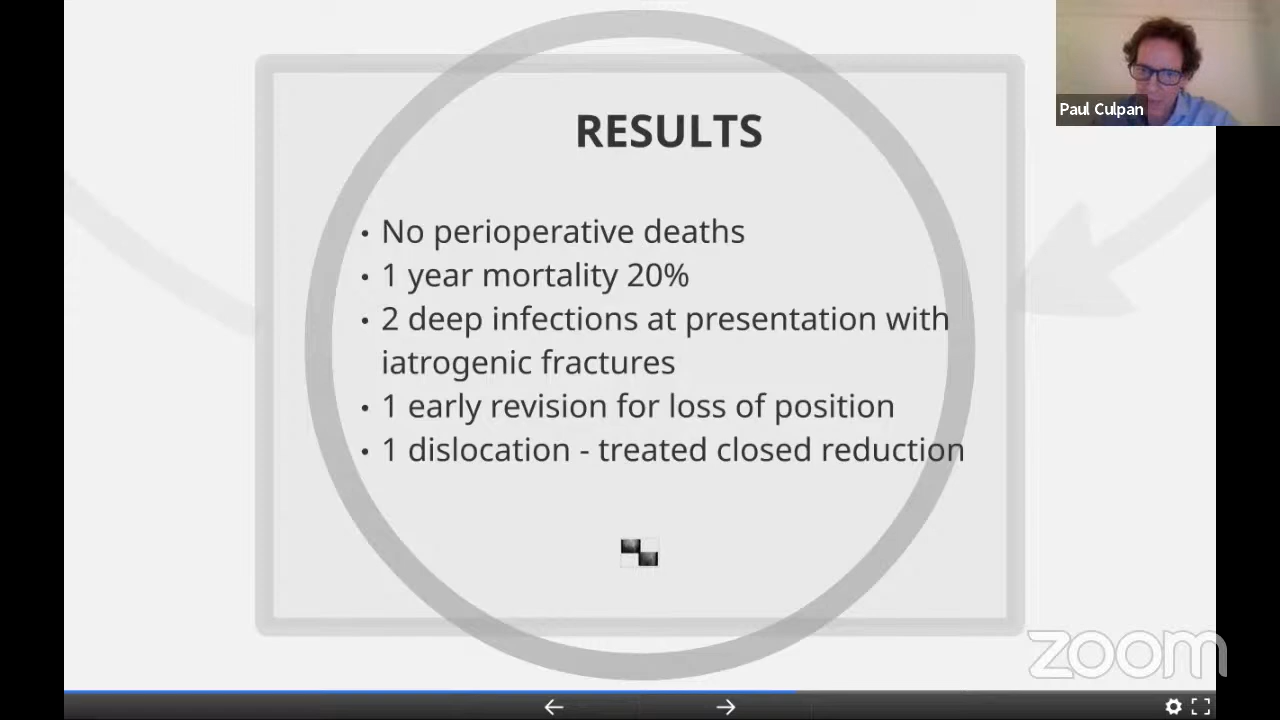 Paul Culpan
RESULTS
• No perioperative deaths
• 1 year mortality 20%
• 2 deep infections at presentation with
iatrogenic fractures
• 1 early revision for loss of position
• 1 dislocation - treated closed reduction
zoom